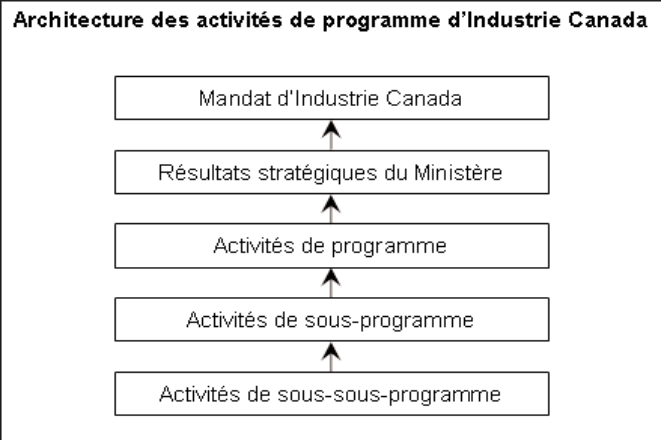 Architecture des activités de programme d'Industrie Canada
Mandat d'Industrie Canada
Résultats stratégiques du Ministère
Activités de programme
Activités de sous-programme
Activités de sous-sous-programme